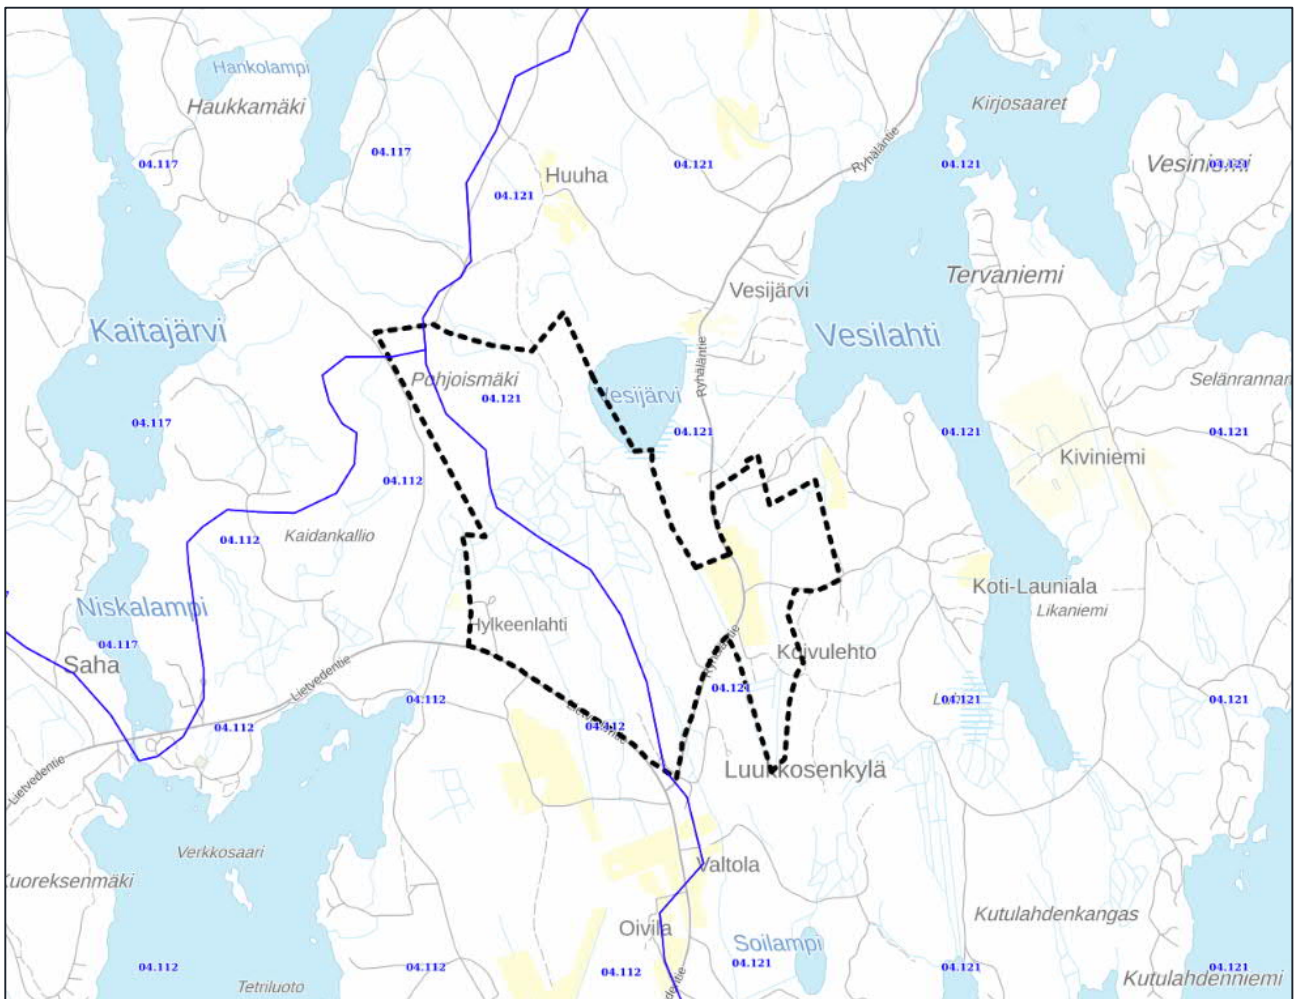 Hankolampi
Haukkamäki
Kirjosaaret
Ryhäläntie
04.117
04.117
04.121
04.121
Vesiniemi
04.121
Huuha
04.121
Tervaniemi
Vesijärvi
Kaitajärvi
Vesilahti
Ryhäläntie
Pohjoismäki
Selänrannan
04.121
04.117
04.121
04.121
04.121
Kiviniemi
04.112
Kaidankallio
04.112
Koti-Launiala
Likaniemi
Niskalampi
Hylkeenlahti
04.117
Saha
Koivulehto
Lietvedentie
04.121
04.112
04.121
04.121
04.112
04.112
Lietvedentie
Luukkosenkylä
Verkkosaari
Valtola
Kutulahdenkangas
Oivila
Soilampi
04.112
04.112
04.112
04.121
04.121
04.121
Kutulahdenniemi
Tetriluoto